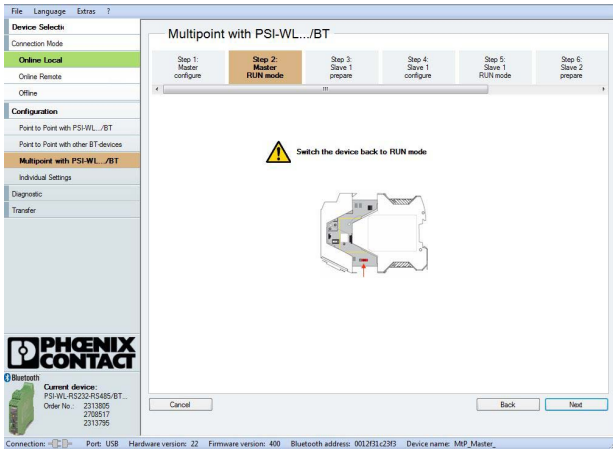 File Language Extras ?
Device Selectio
Connection Mode
Online Local
Online Remote
Offline
Configuration
Point to Point with PSI-WL.../BT
Point to Point with other BT-devices
Multipoint with PSI-WL.../BT
Individual Settings
Diagnostic
Transfer
PHŒNIX
CONTACT
Bluetooth
Current device:
PSI-WL-RS232-RS485/BT...
Order No.: 2313805
2708517
2313795
Multipoint with PSI-WL.../BT
Step 1:
Master
configure
Step 2:
Master
RUN mode
Step 3:
Slave 1
prepare
Step 4:
Slave 1
configure
Step 5:
Slave 1
RUN mode
Step 6:
Slave 2
prepare
Switch the device back to RUN mode
Cancel
Back
Next
Connection: Port: USB Hardware version: 22 Firmware version: 400 Bluetooth address: 0012f31c23f3 Device name: MtP_Master_